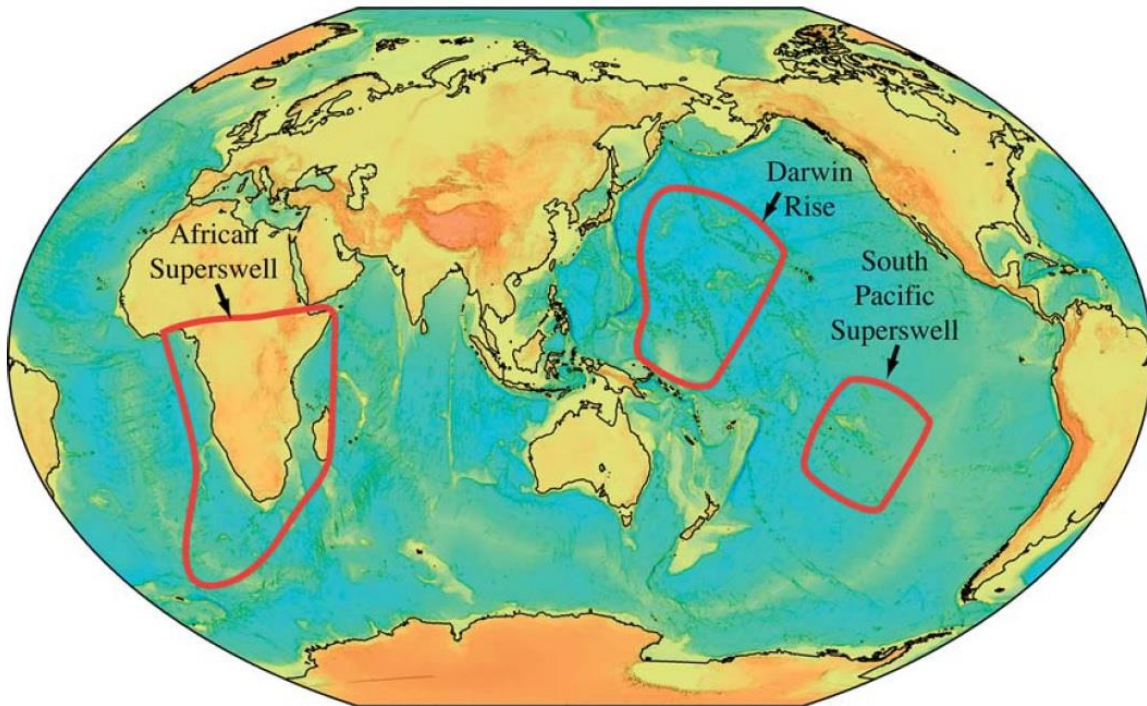 African
Superswell
Darwin
Rise
South
Pacific
Superswell